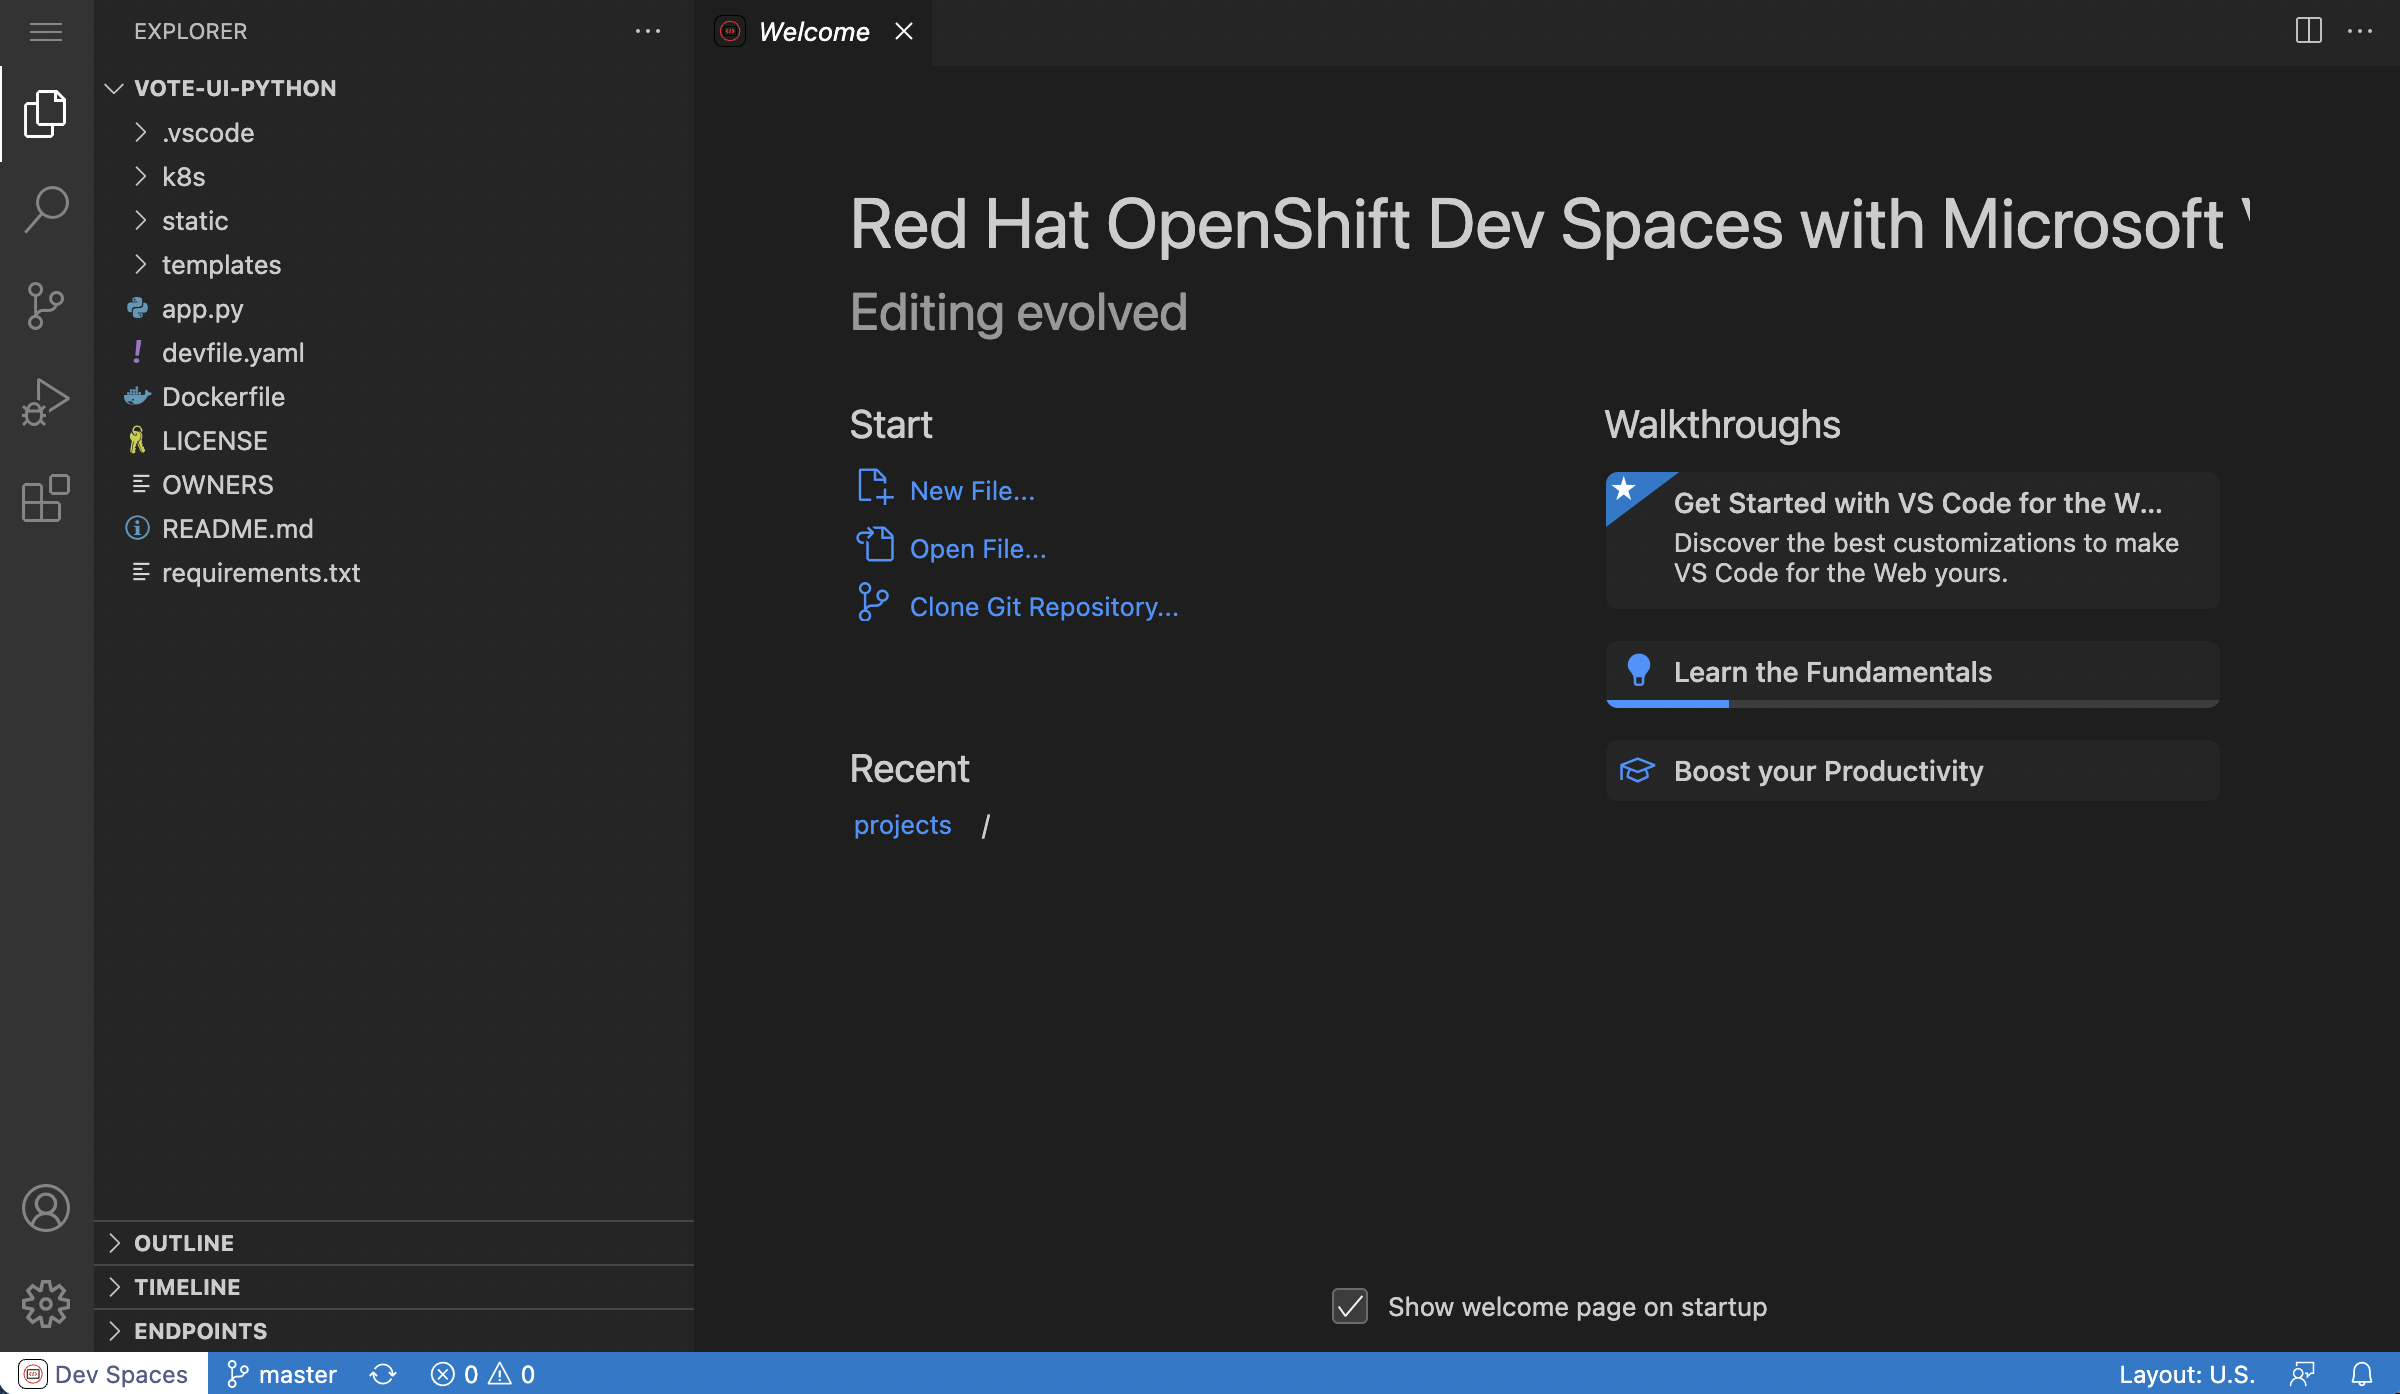 EXPLORER
VOTE-UI-PYTHON
.vscode
k8s
static
templates
app.py
devfile.yaml
Dockerfile
LICENSE
OWNERS
README.md
requirements.txt
OUTLINE
TIMELINE
ENDPOINTS
Welcome
Red Hat OpenShift Dev Spaces with Microsoft
Editing evolved
Start
New File...
Open File...
Clone Git Repository...
Recent
projects /
Walkthroughs
Get Started with VS Code for the W...
Discover the best customizations to make
VS Code for the Web yours.
Learn the Fundamentals
Boost your Productivity
Show welcome page on startup
Dev Spaces master 0 0 Layout: U.S.